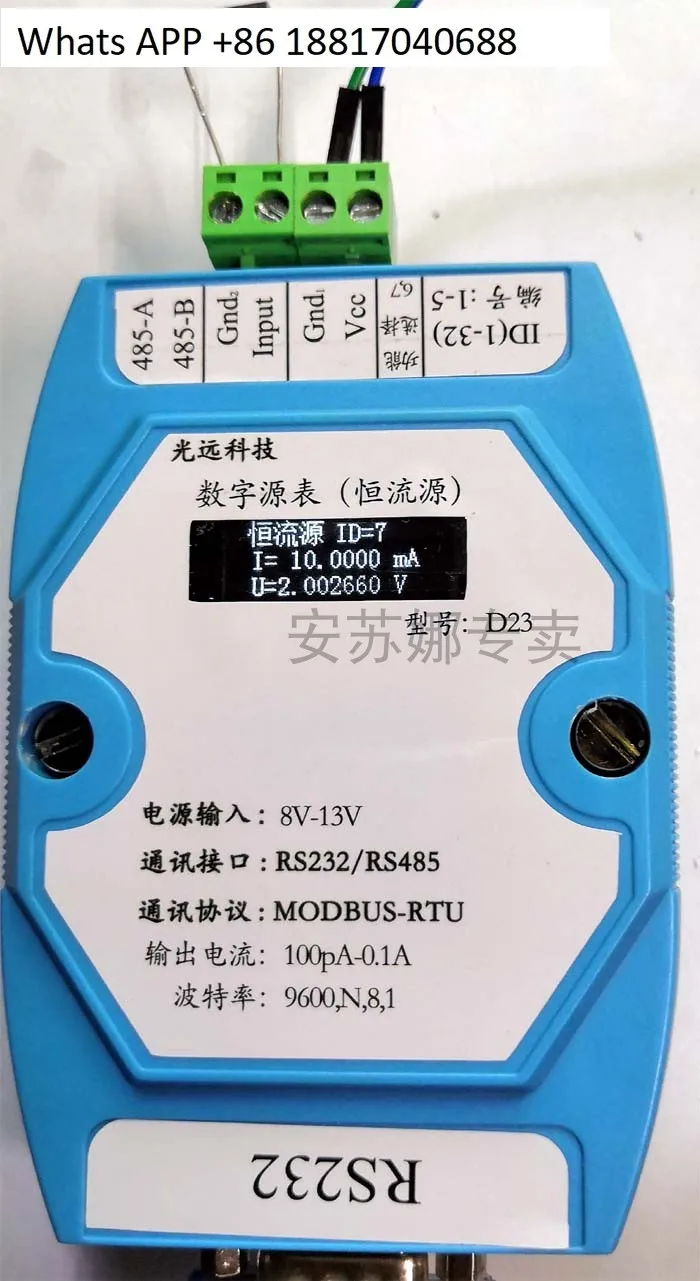 Whats APP +86 18817040688
485-A
485-B
Gnd2
Input
Gnd1
Vcc
功能选择 6,7
ID(1-32)
编号:1-5
光远科技
数字源表（恒流源）
恒流源 ID=7
I= 10.0000 mA
U=2.002660 V
型号：D23
安苏娜专卖
电源输入：8V-13V
通讯接口：RS232/RS485
通讯协议：MODBUS-RTU
输出电流：100pA-0.1A
波特率：9600,N,8,1
RS232